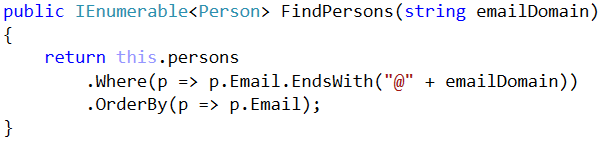 public IEnumerable<Person> FindPersons(string emailDomain)
{
    return this.persons
        .Where(p => p.Email.EndsWith("@" + emailDomain))
        .OrderBy(p => p.Email);
}